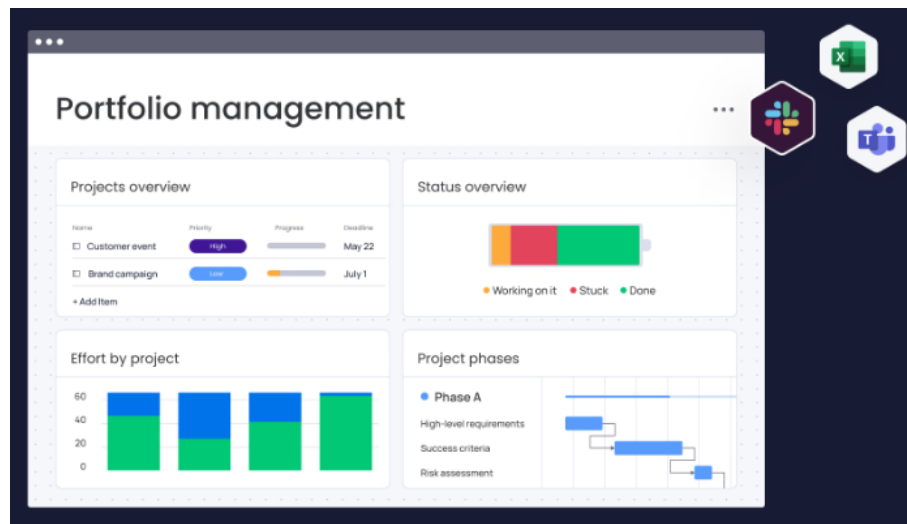 Portfolio management
X
T
Projects overview
Name Priority Progress Deadline
Customer event High May 22
Brand campaign Low July 1
+ Add Item
Status overview
Working on it Stuck Done
Effort by project
60
40
20
0
Project phases
Phase A
High-level requirements
Success criteria
Risk assessment